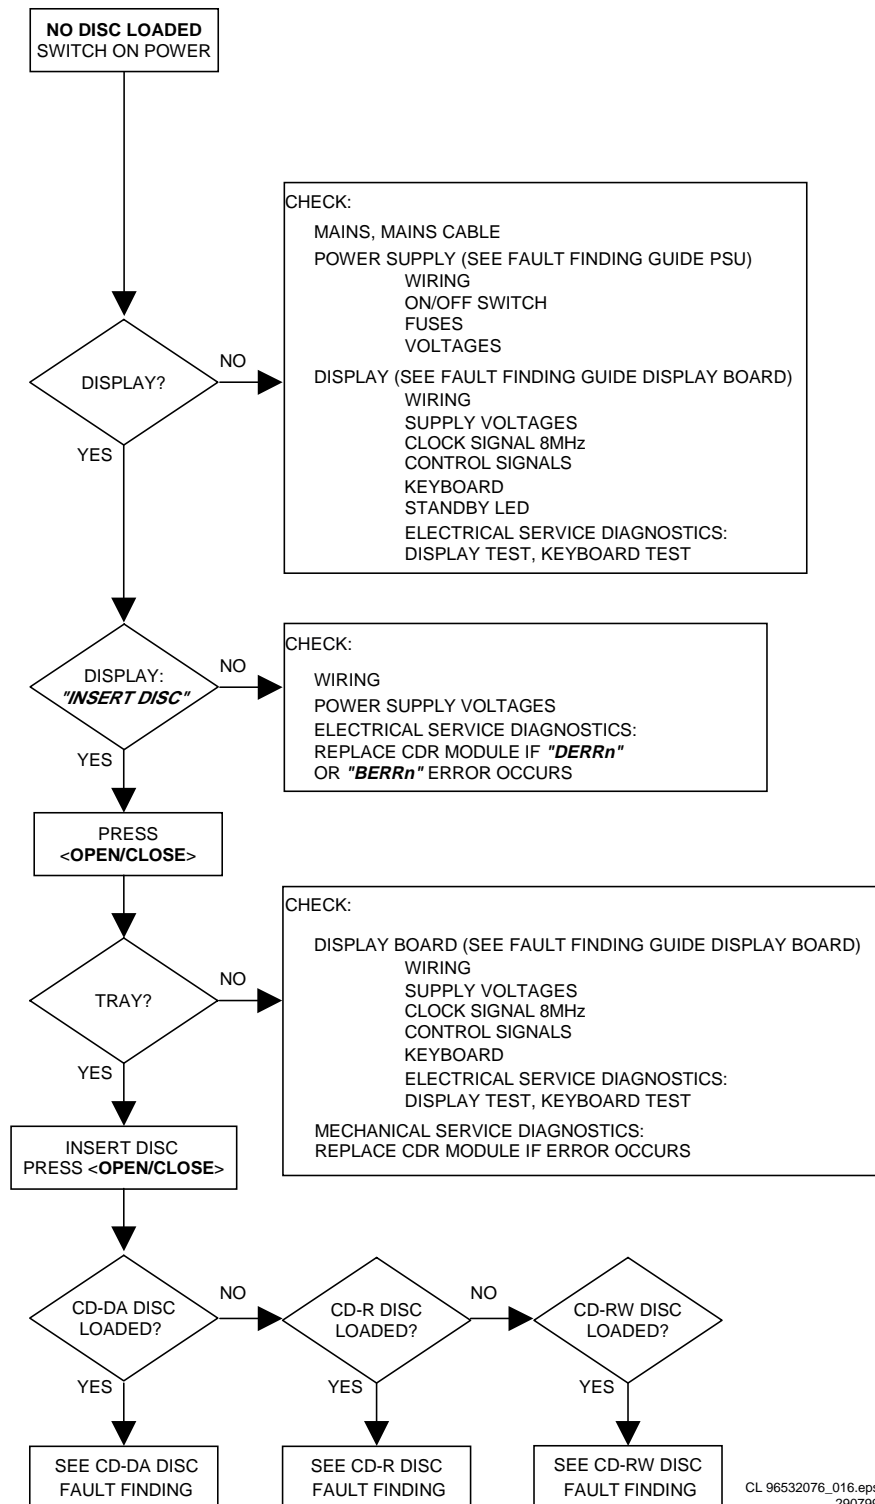 NO DISC LOADED
SWITCH ON POWER
CHECK:
MAINS, MAINS CABLE
POWER SUPPLY (SEE FAULT FINDING GUIDE PSU)
WIRING
ON/OFF SWITCH
FUSES
VOLTAGES
DISPLAY (SEE FAULT FINDING GUIDE DISPLAY BOARD)
WIRING
SUPPLY VOLTAGES
CLOCK SIGNAL 8MHz
CONTROL SIGNALS
KEYBOARD
STANDBY LED
ELECTRICAL SERVICE DIAGNOSTICS:
DISPLAY TEST, KEYBOARD TEST
DISPLAY?
NO
YES
DISPLAY:
"INSERT DISC"
NO
YES
CHECK:
WIRING
POWER SUPPLY VOLTAGES
ELECTRICAL SERVICE DIAGNOSTICS:
REPLACE CDR MODULE IF "DERRn"
OR "BERRn" ERROR OCCURS
PRESS
<OPEN/CLOSE>
TRAY?
NO
YES
CHECK:
DISPLAY BOARD (SEE FAULT FINDING GUIDE DISPLAY BOARD)
WIRING
SUPPLY VOLTAGES
CLOCK SIGNAL 8MHz
CONTROL SIGNALS
KEYBOARD
ELECTRICAL SERVICE DIAGNOSTICS:
DISPLAY TEST, KEYBOARD TEST
MECHANICAL SERVICE DIAGNOSTICS:
REPLACE CDR MODULE IF ERROR OCCURS
INSERT DISC
PRESS <OPEN/CLOSE>
CD-DA DISC
LOADED?
NO
YES
CD-R DISC
LOADED?
NO
YES
CD-RW DISC
LOADED?
YES
SEE CD-DA DISC
FAULT FINDING
SEE CD-R DISC
FAULT FINDING
SEE CD-RW DISC
FAULT FINDING
CL 96532076_016.eps